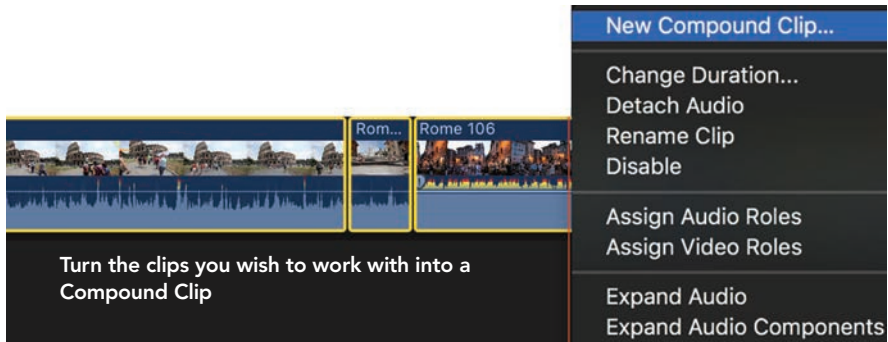 New Compound Clip...
Change Duration...
Detach Audio
Rename Clip
Disable
Assign Audio Roles
Assign Video Roles
Expand Audio
Expand Audio Components
Rom...
Rome 106
Turn the clips you wish to work with into a
Compound Clip